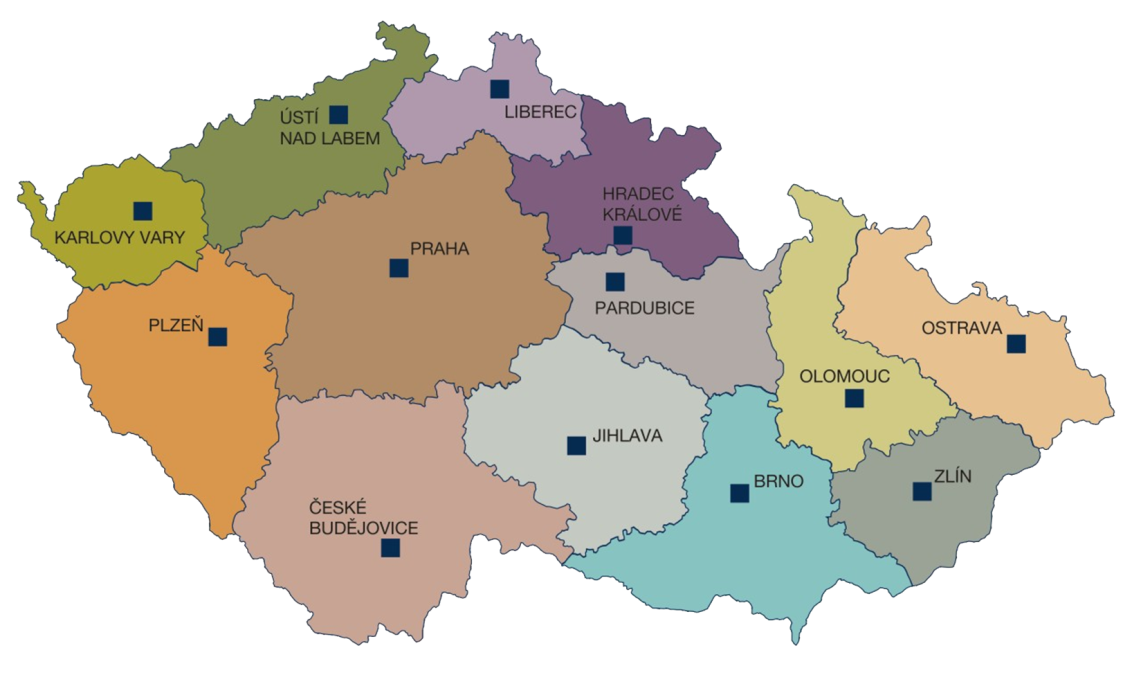 LIBEREC
ÚSTÍ
NAD LABEM
HRADEC
KRÁLOVÉ
KARLOVY VARY
PRAHA
PARDUBICE
PLZEŇ
OSTRAVA
OLOMOUC
JIHLAVA
ZLÍN
BRNO
ČESKÉ
BUDĚJOVICE